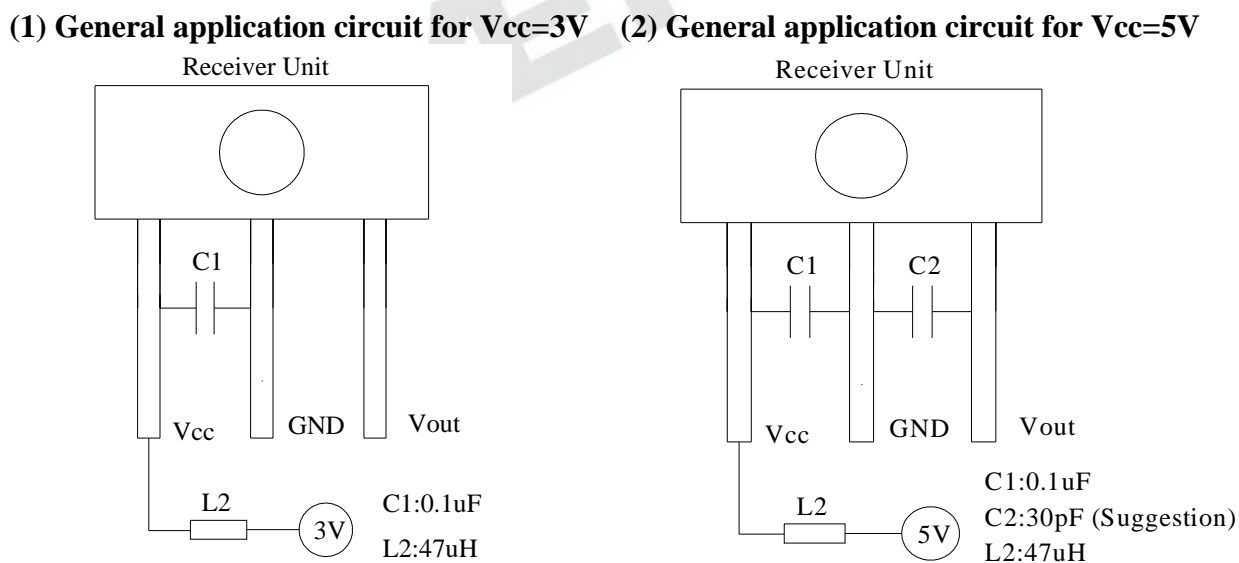 (1) General application circuit for Vcc=3V
Receiver Unit
C1
Vcc
GND
Vout
L2
3V
C1:0.1uF
L2:47uH
(2) General application circuit for Vcc=5V
Receiver Unit
C1
C2
Vcc
GND
Vout
L2
5V
C1:0.1uF
C2:30pF (Suggestion)
L2:47uH